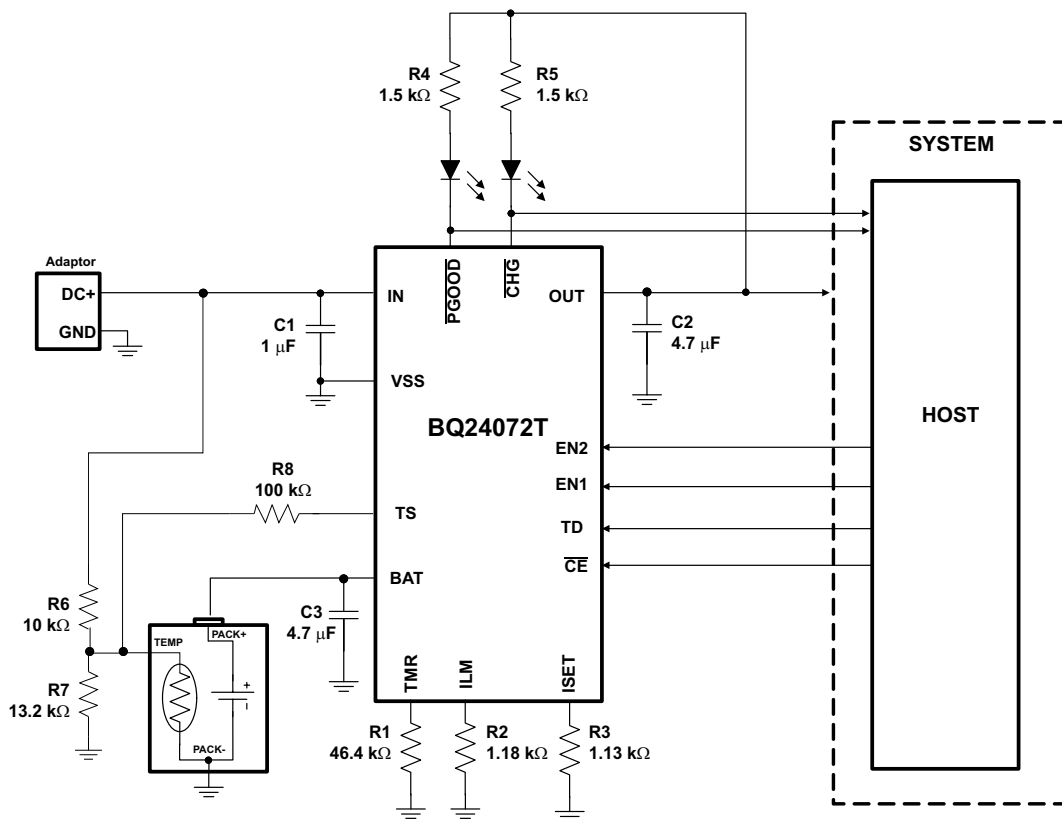 R4
1.5 kΩ
R5
1.5 kΩ
SYSTEM
Adaptor
DC+
GND
IN
PGOOD
CHG
OUT
C1
1 μF
C2
4.7 μF
VSS
BQ24072T
HOST
EN2
EN1
R8
100 kΩ
TS
TD
BAT
CE
R6
10 kΩ
C3
4.7 μF
PACK+
TEMP
+
–
R7
13.2 kΩ
PACK-
TMR
ILM
ISET
R1
46.4 kΩ
R2
1.18 kΩ
R3
1.13 kΩ